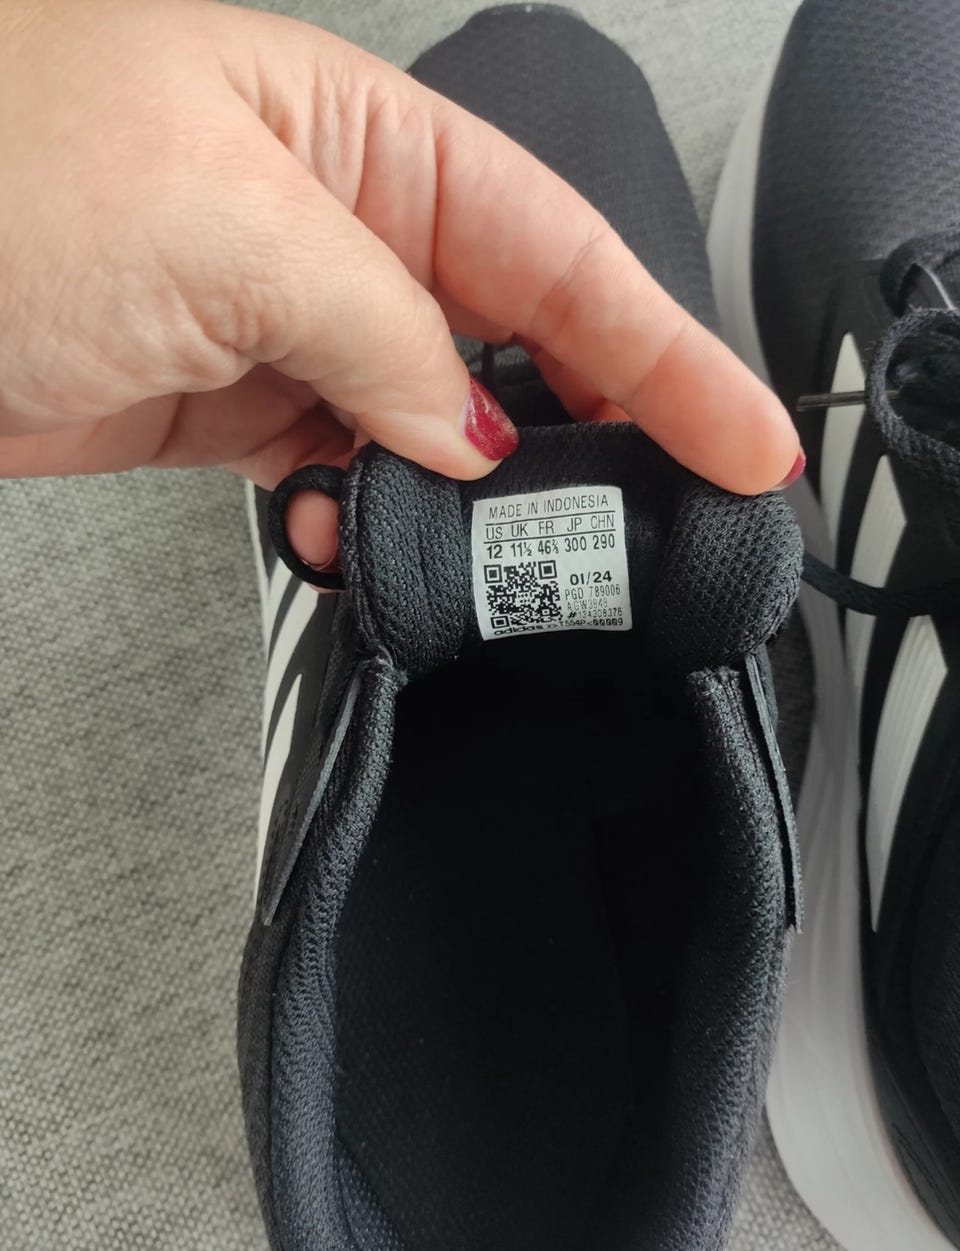 MADE IN INDONESIA
US UK FR JP CHN
12 11½ 46⅔ 300 290
01/24
PGD 789006
#134308376
adidas